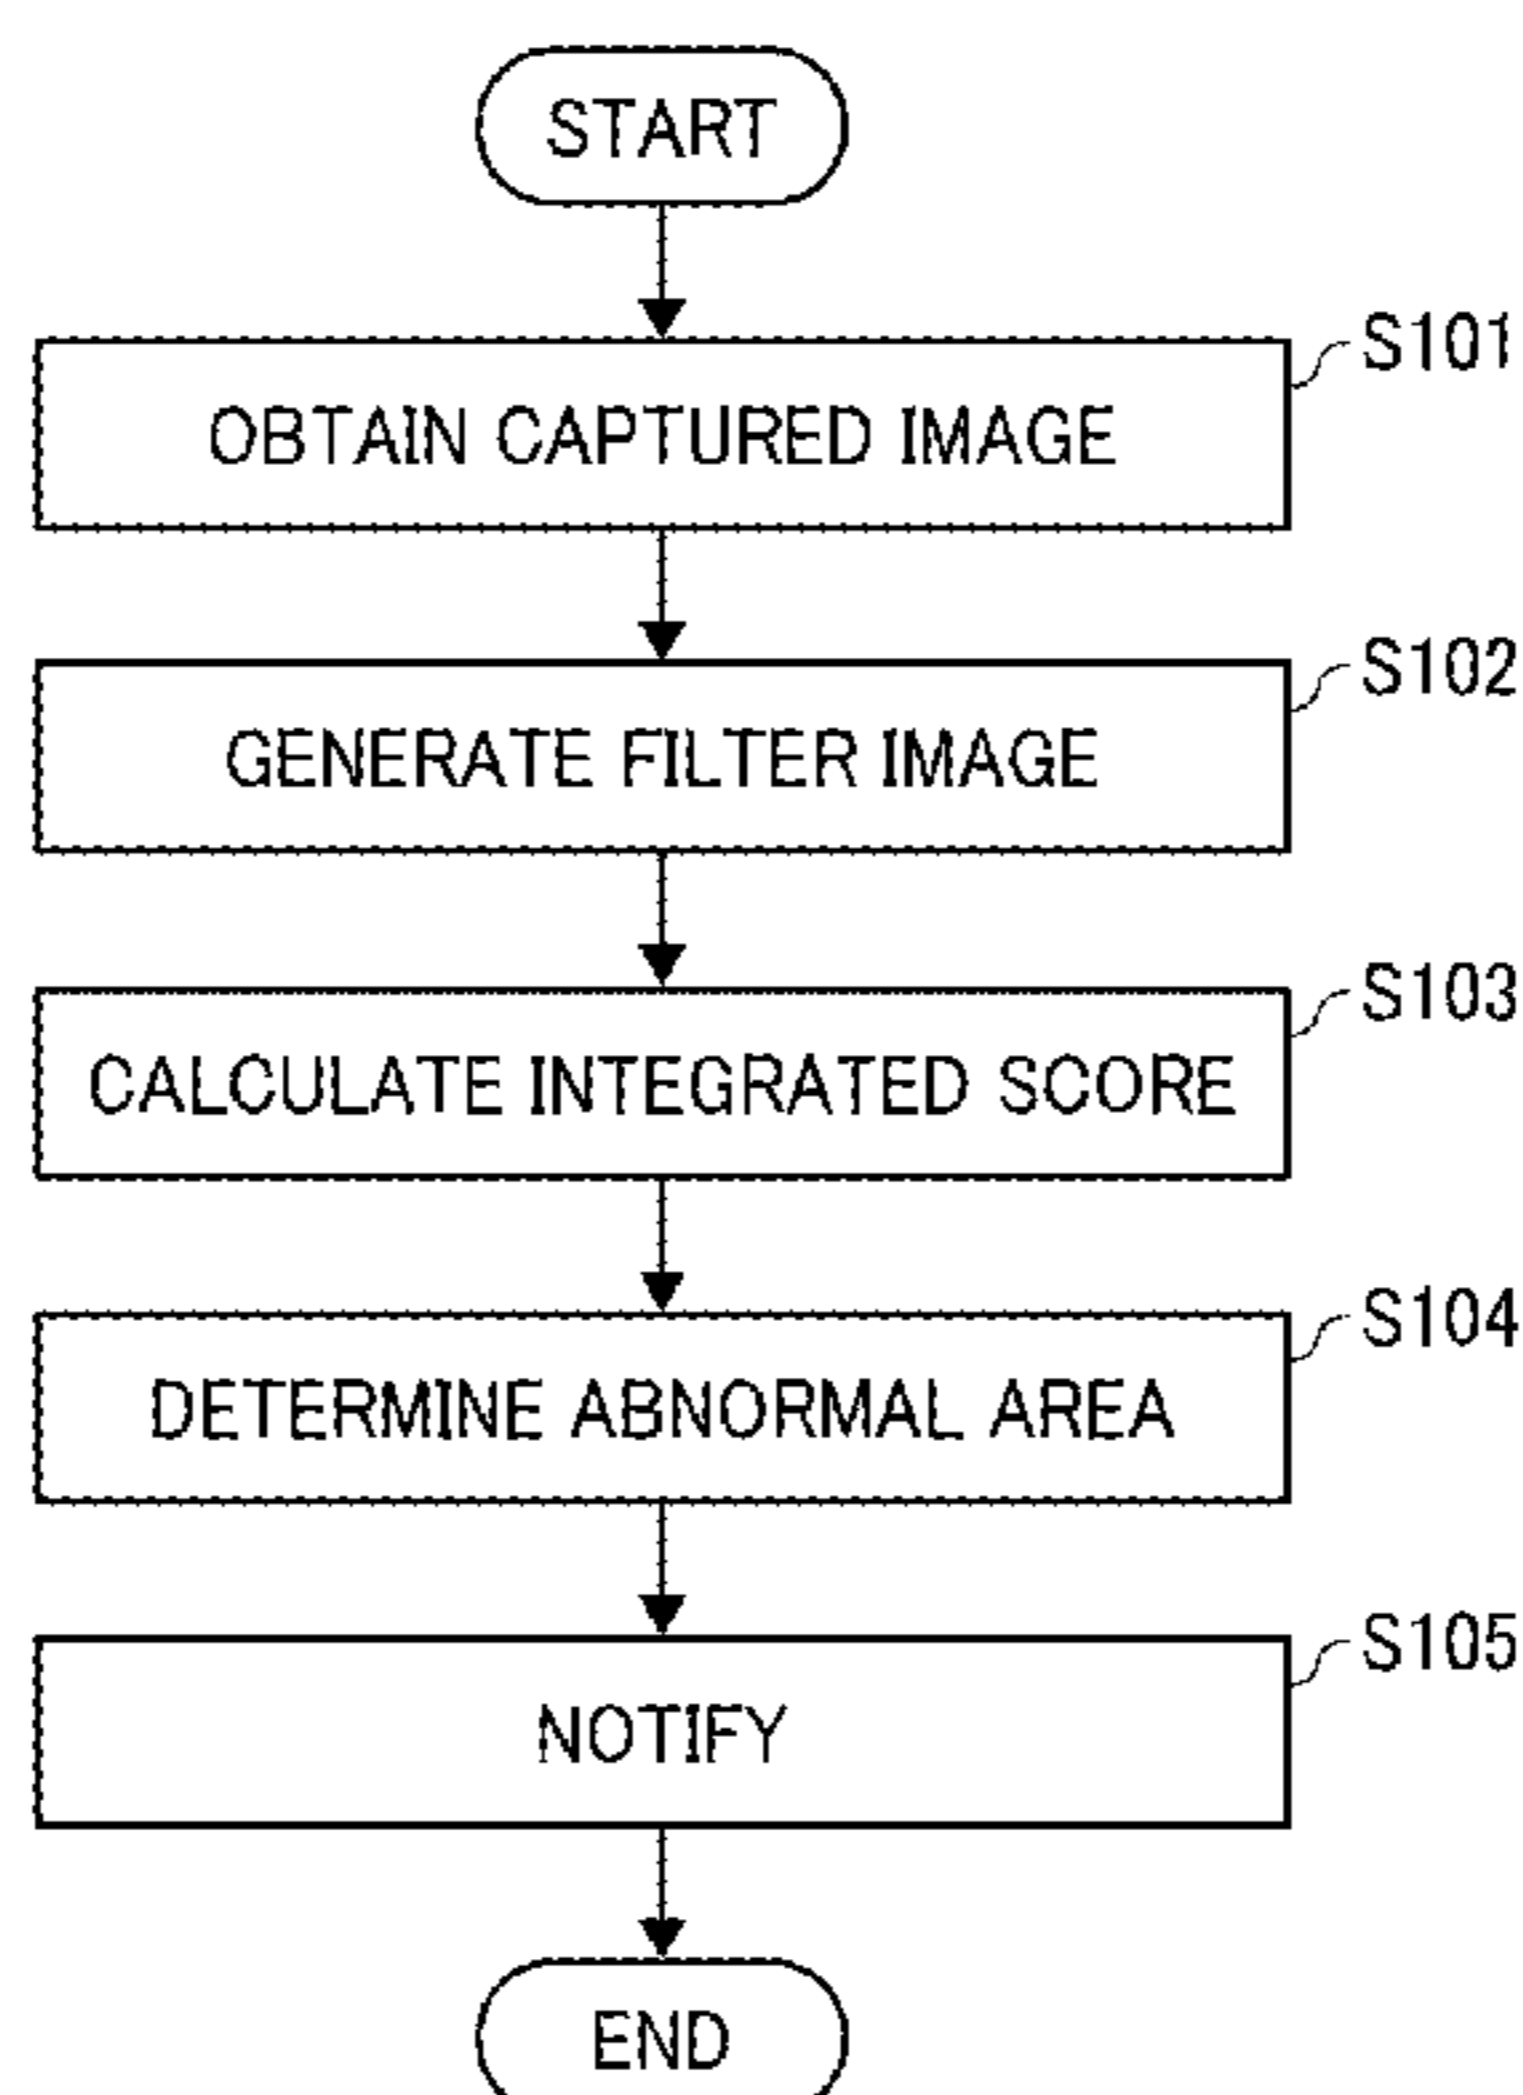 START
S101
OBTAIN CAPTURED IMAGE
S102
GENERATE FILTER IMAGE
S103
CALCULATE INTEGRATED SCORE
S104
DETERMINE ABNORMAL AREA
S105
NOTIFY
END